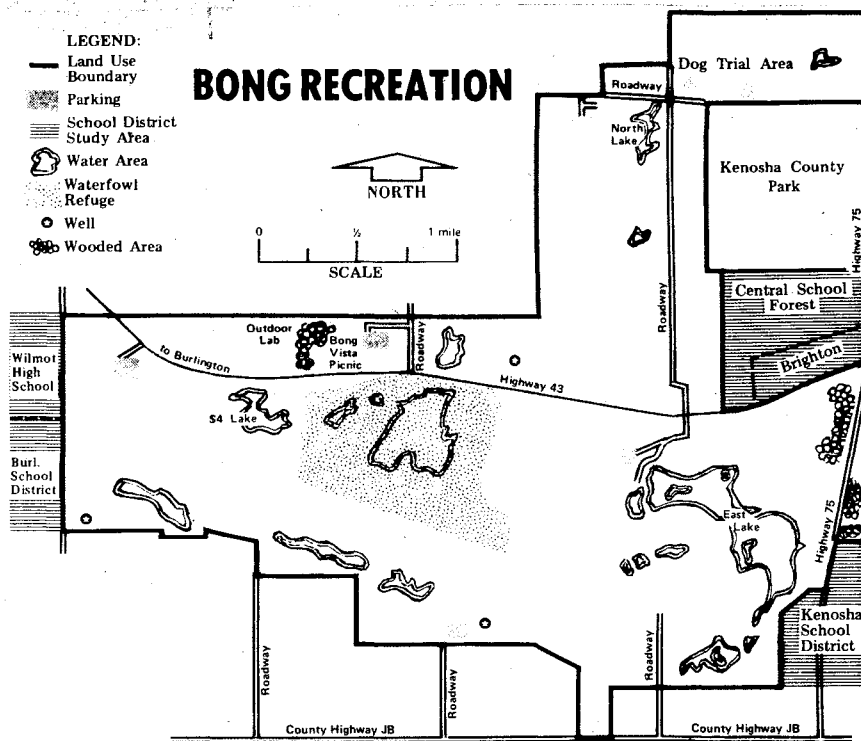 LEGEND:
Land Use
Boundary
Parking
School District
Study Area
Water Area
Waterfowl
Refuge
Well
Wooded Area
BONG RECREATION
NORTH
0 ½ 1 mile
SCALE
Dog Trial Area
Roadway
North
Lake
Kenosha County
Park
Highway 75
Central School
Forest
Brighton
Roadway
Wilmot
High
School
to Burlington
Outdoor
Lab
Bong
Vista
Picnic
Roadway
Highway 43
S4 Lake
Burl.
School
District
East
Lake
Highway 75
Kenosha
School
District
Roadway
Roadway
Roadway
County Highway JB
County Highway JB